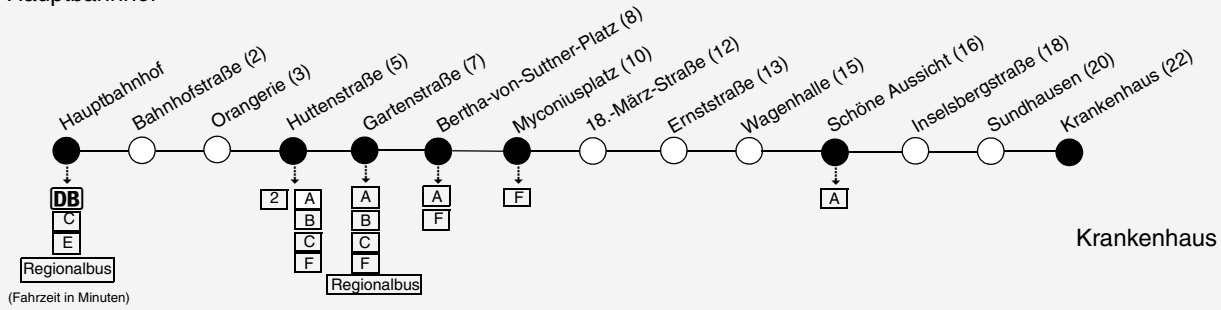 Hauptbahnhof
Hauptbahnhof
Bahnhofstraße (2)
Orangerie (3)
Huttenstraße (5)
Gartenstraße (7)
Bertha-von-Suttner-Platz (8)
Myconiusplatz (10)
18.-März-Straße (12)
Ernststraße (13)
Wagenhalle (15)
Schöne Aussicht (16)
Inselsbergstraße (18)
Sundhausen (20)
Krankenhaus (22)
DB
C
E
Regionalbus
(Fahrzeit in Minuten)
2
A
B
C
F
A
B
C
F
Regionalbus
A
F
F
A
Krankenhaus